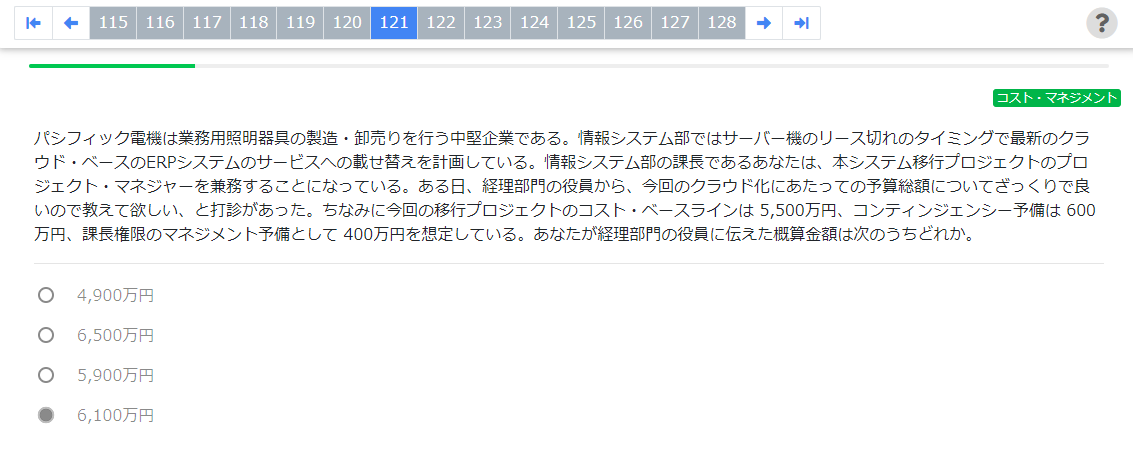 115 116 117 118 119 120 121 122 123 124 125 126 127 128 ?
コスト・マネジメント
パシフィック電機は業務用照明器具の製造・卸売りを行う中堅企業である。情報システム部ではサーバー機のリース切れのタイミングで最新のクラ
ウド・ベースのERPシステムのサービスへの載せ替えを計画している。情報システム部の課長であるあなたは、本システム移行プロジェクトのプロ
ジェクト・マネジャーを兼務することになっている。ある日、経理部門の役員から、今回のクラウド化にあたっての予算総額についてざっくりで良
いので教えて欲しい、と打診があった。ちなみに今回の移行プロジェクトのコスト・ベースラインは 5,500万円、コンティンジェンシー予備は 600
万円、課長権限のマネジメント予備として 400万円を想定している。あなたが経理部門の役員に伝えた概算金額は次のうちどれか。
4,900万円
6,500万円
5,900万円
6,100万円